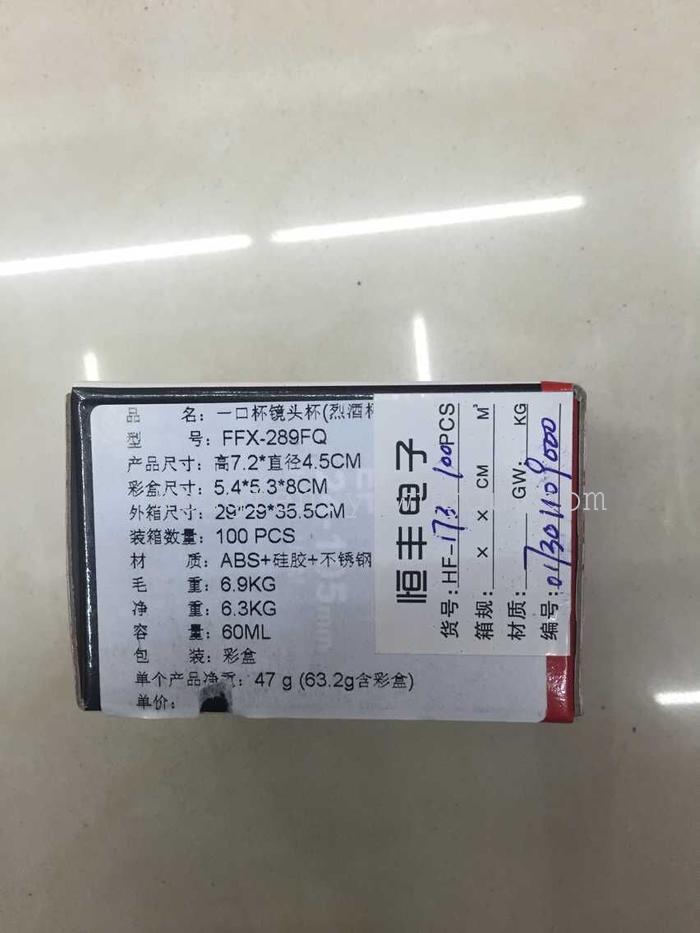 品 名：一口杯镜头杯(烈酒杯
型 号：FFX-289FQ
产品尺寸：高7.2*直径4.5CM
彩盒尺寸：5.4*5.3*8CM
外箱尺寸：29*29*35.5CM
装箱数量：100 PCS
材 质：ABS+硅胶+不锈钢
毛 重：6.9KG
净 重：6.3KG
容 量：60ML
包 装：彩盒
单个产品净重：47 g (63.2g含彩盒)
单价：
恒丰电子
货号：HF-173 100PCS
箱规： × × CM M³
材质： GW: KG
编号：01301109000